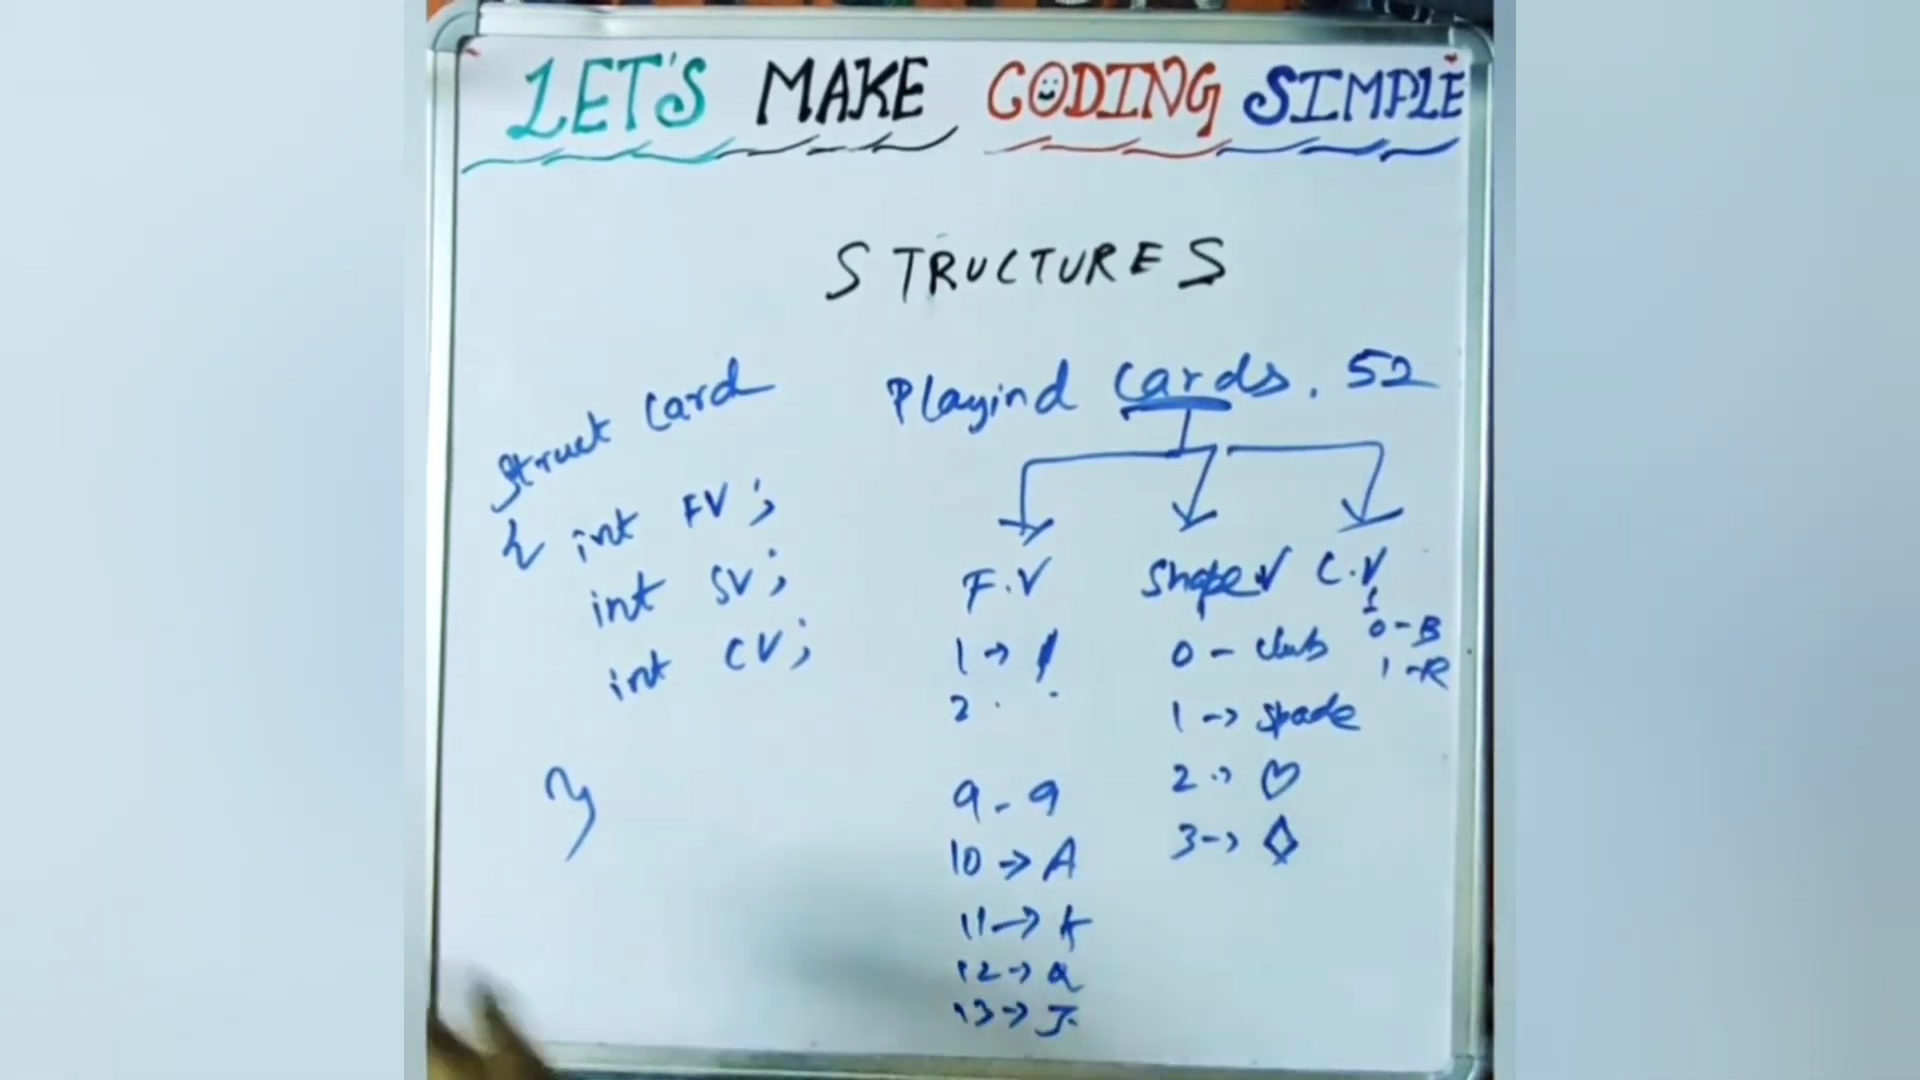 LET'S MAKE CODING SIMPLE
STRUCTURES
struct card
{ int FV;
int SV;
int CV;
}
Playind cards. 52
F.V
1 →
2
9 - 9
10 → A
11 → K
12 → Q
13 → J
Shape V
0 - club
1 → spade
2 → ♡
3 → ◇
C.V
0 - B
1 - R